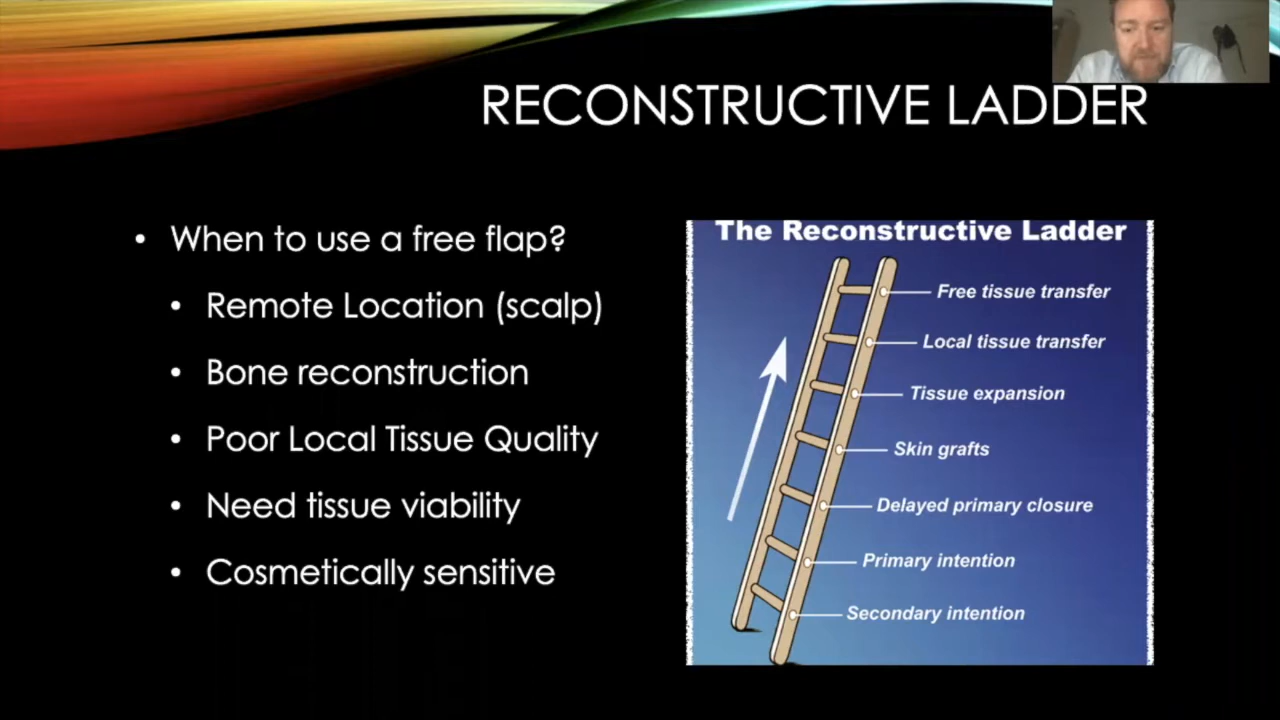 RECONSTRUCTIVE LADDER
• When to use a free flap?
• Remote Location (scalp)
• Bone reconstruction
• Poor Local Tissue Quality
• Need tissue viability
• Cosmetically sensitive
The Reconstructive Ladder
Free tissue transfer
Local tissue transfer
Tissue expansion
Skin grafts
Delayed primary closure
Primary intention
Secondary intention